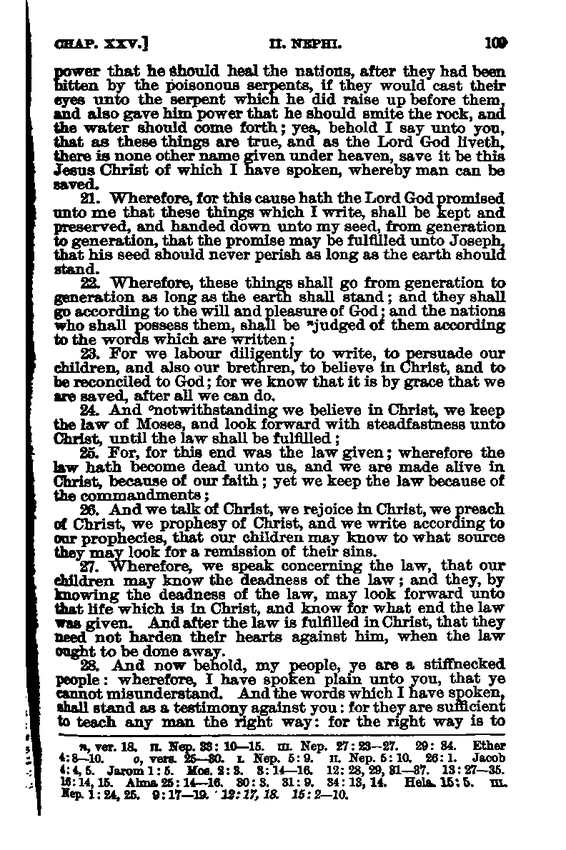 CHAP. XXV.] II. NEPHI. 109
power that he should heal the nations, after they had been
bitten by the poisonous serpents, if they would cast their
eyes unto the serpent which he did raise up before them,
and also gave him power that he should smite the rock, and
the water should come forth; yea, behold I say unto you,
that as these things are true, and as the Lord God liveth,
there is none other name given under heaven, save it be this
Jesus Christ of which I have spoken, whereby man can be
saved.
21. Wherefore, for this cause hath the Lord God promised
unto me that these things which I write, shall be kept and
preserved, and handed down unto my seed, from generation
to generation, that the promise may be fulfilled unto Joseph,
that his seed should never perish as long as the earth should
stand.
22. Wherefore, these things shall go from generation to
generation as long as the earth shall stand; and they shall
go according to the will and pleasure of God; and the nations
who shall possess them, shall be ⁿjudged of them according
to the words which are written;
23. For we labour diligently to write, to persuade our
children, and also our brethren, to believe in Christ, and to
be reconciled to God; for we know that it is by grace that we
are saved, after all we can do.
24. And ᵒnotwithstanding we believe in Christ, we keep
the law of Moses, and look forward with steadfastness unto
Christ, until the law shall be fulfilled;
25. For, for this end was the law given; wherefore the
law hath become dead unto us, and we are made alive in
Christ, because of our faith; yet we keep the law because of
the commandments;
26. And we talk of Christ, we rejoice in Christ, we preach
of Christ, we prophesy of Christ, and we write according to
our prophecies, that our children may know to what source
they may look for a remission of their sins.
27. Wherefore, we speak concerning the law, that our
children may know the deadness of the law; and they, by
knowing the deadness of the law, may look forward unto
that life which is in Christ, and know for what end the law
was given. And after the law is fulfilled in Christ, that they
need not harden their hearts against him, when the law
ought to be done away.
28. And now behold, my people, ye are a stiffnecked
people: wherefore, I have spoken plain unto you, that ye
cannot misunderstand. And the words which I have spoken,
shall stand as a testimony against you: for they are sufficient
to teach any man the right way: for the right way is to
n, ver. 18. II. Nep. 33: 10—15. III. Nep. 27: 23—27. 29: 34. Ether
4: 8—10. o, vers. 25—30. I. Nep. 5: 9. II. Nep. 5: 10. 26: 1. Jacob
4: 4, 5. Jarom 1: 5. Mos. 2: 3. 3: 14—16. 12: 28, 29, 31—37. 13: 27—35.
16: 14, 15. Alma 25: 14—16. 30: 3. 31: 9. 34: 13, 14. Hela. 15: 5. III.
Nep. 1: 24, 25. 9: 17—19. 12: 17, 18. 15: 2—10.